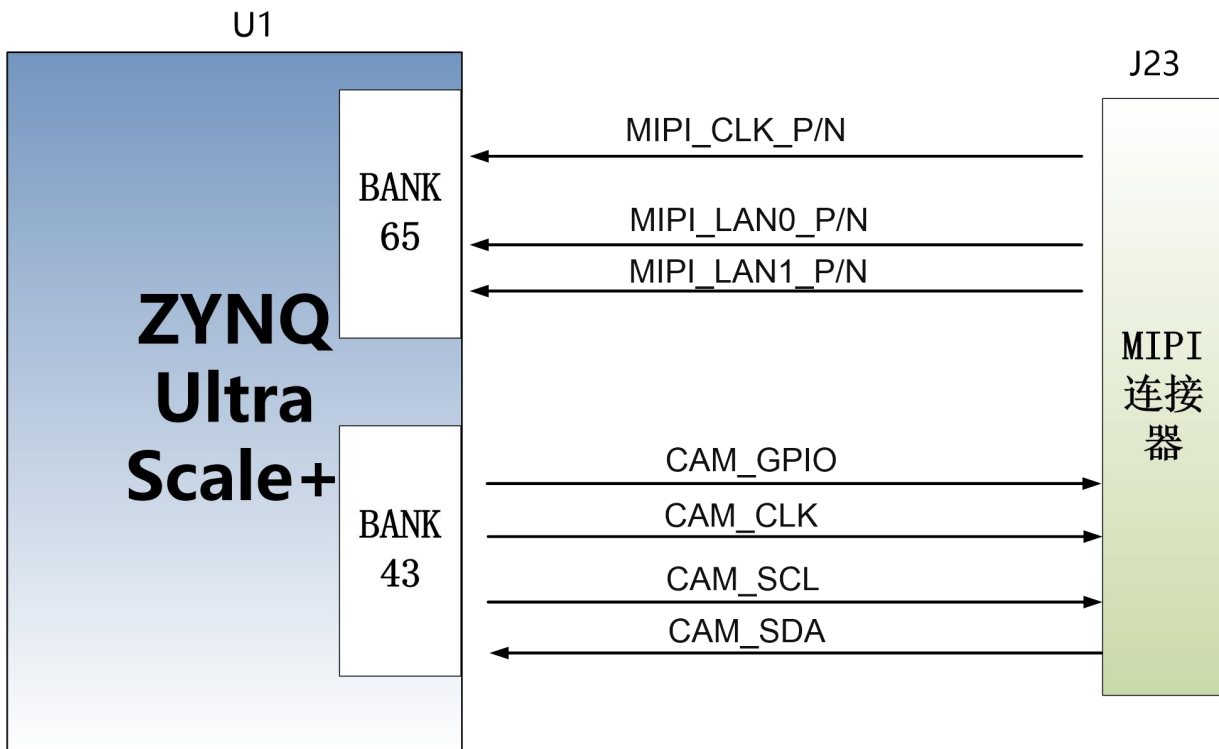 U1
J23
MIPI_CLK_P/N
BANK
65
MIPI_LAN0_P/N
MIPI_LAN1_P/N
ZYNQ
Ultra
Scale+
MIPI
连接
器
BANK
43
CAM_GPIO
CAM_CLK
CAM_SCL
CAM_SDA